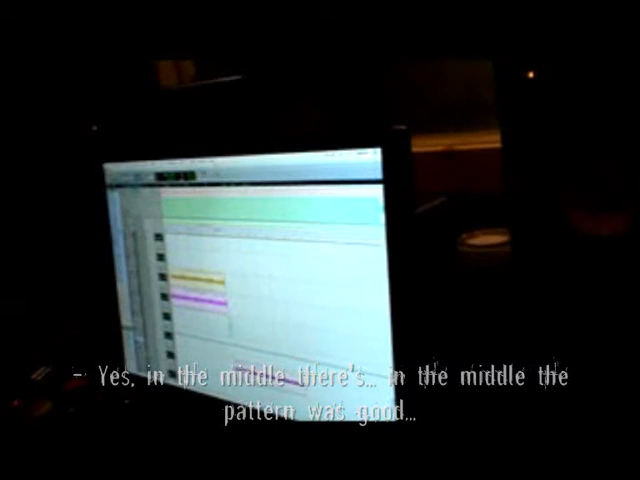 - Yes, in the middle there's... in the middle the
pattern was good...